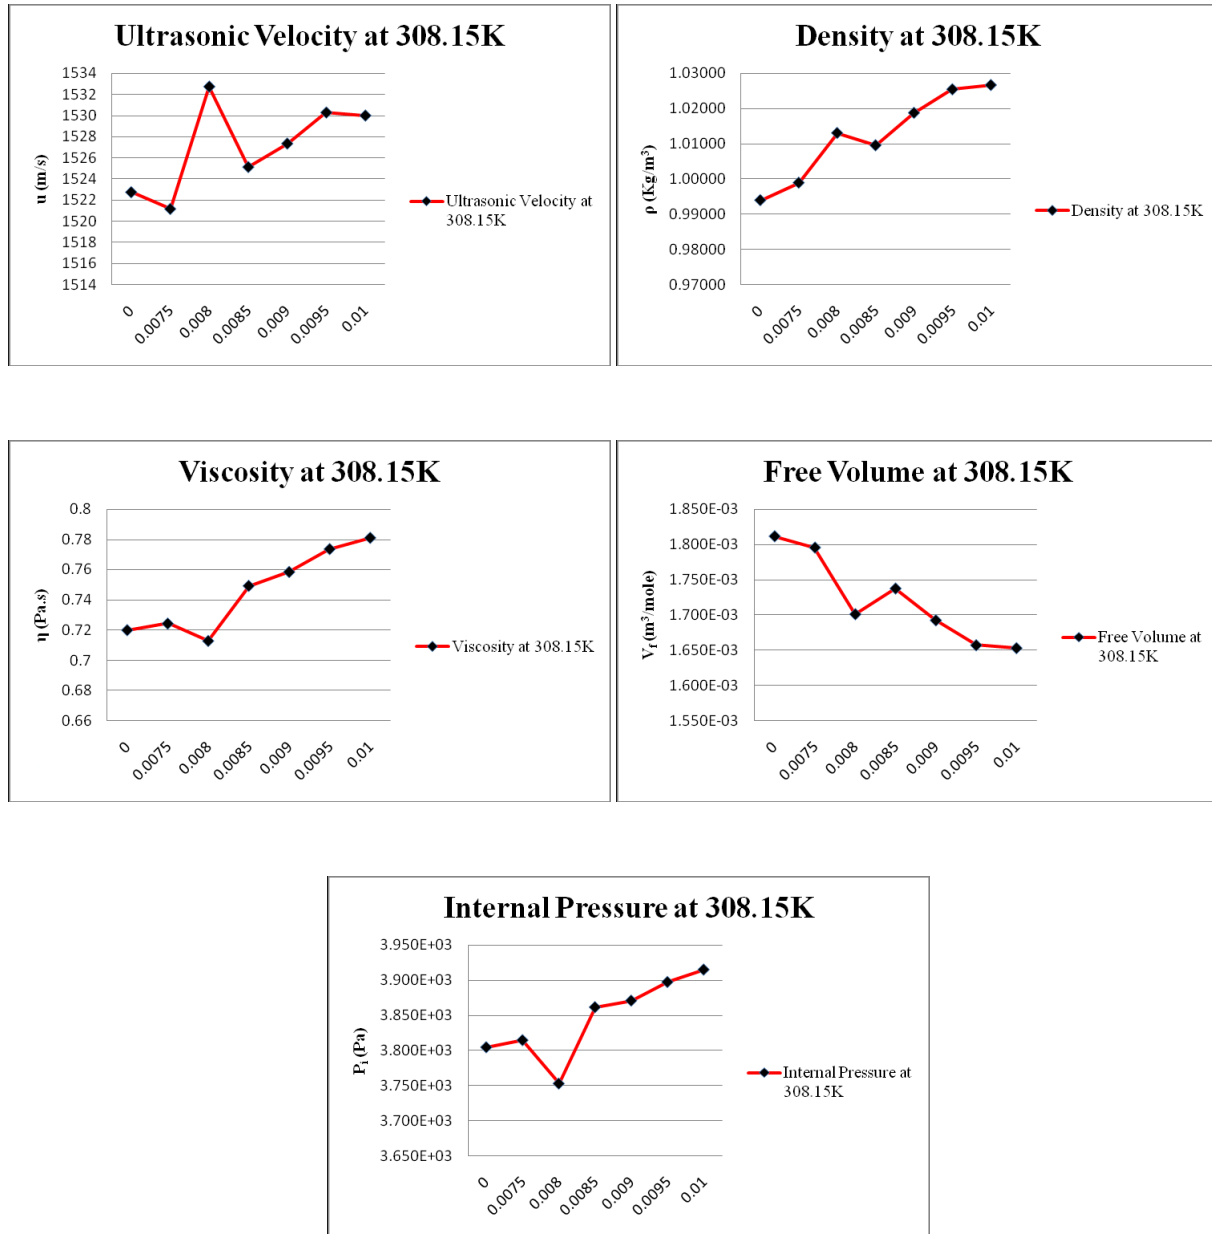 Ultrasonic Velocity at 308.15K
1534
1532
1530
1528
1526
1524
1522
1520
1518
1516
1514
u (m/s)
0
0.0075
0.008
0.0085
0.009
0.0095
0.01
Ultrasonic Velocity at
308.15K
Density at 308.15K
1.03000
1.02000
1.01000
1.00000
0.99000
0.98000
0.97000
ρ (Kg/m³)
0
0.0075
0.008
0.0085
0.009
0.0095
0.01
Density at 308.15K
Viscosity at 308.15K
0.8
0.78
0.76
0.74
0.72
0.7
0.68
0.66
η (Pa.s)
0
0.0075
0.008
0.0085
0.009
0.0095
0.01
Viscosity at 308.15K
Free Volume at 308.15K
1.850E-03
1.800E-03
1.750E-03
1.700E-03
1.650E-03
1.600E-03
1.550E-03
Vf (m³/mole)
0
0.0075
0.008
0.0085
0.009
0.0095
0.01
Free Volume at
308.15K
Internal Pressure at 308.15K
3.950E+03
3.900E+03
3.850E+03
3.800E+03
3.750E+03
3.700E+03
3.650E+03
Pi (Pa)
0
0.0075
0.008
0.0085
0.009
0.0095
0.01
Internal Pressure at
308.15K